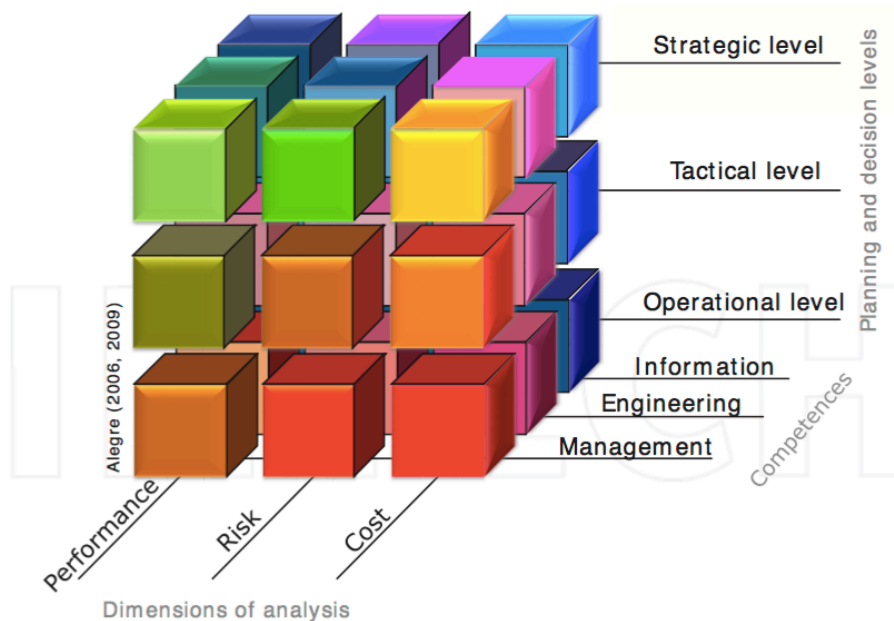 Strategic level
Tactical level
Operational level
Planning and decision levels
Information
Engineering
Management
Competences
Alegre (2006, 2009)
Performance
Risk
Cost
Dimensions of analysis